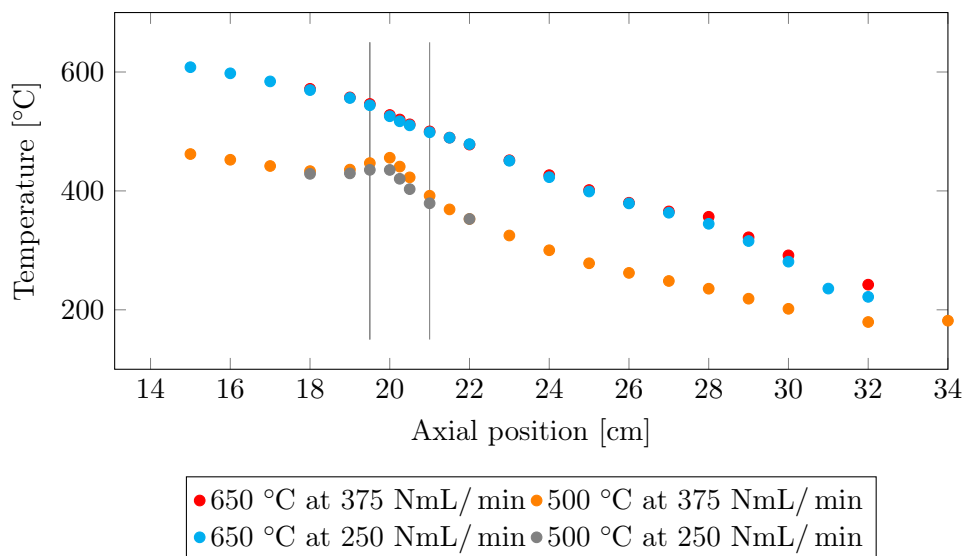 600
400
200
Temperature [°C]
14 16 18 20 22 24 26 28 30 32 34
Axial position [cm]
650 °C at 375 NmL/min 500 °C at 375 NmL/min
650 °C at 250 NmL/min 500 °C at 250 NmL/min